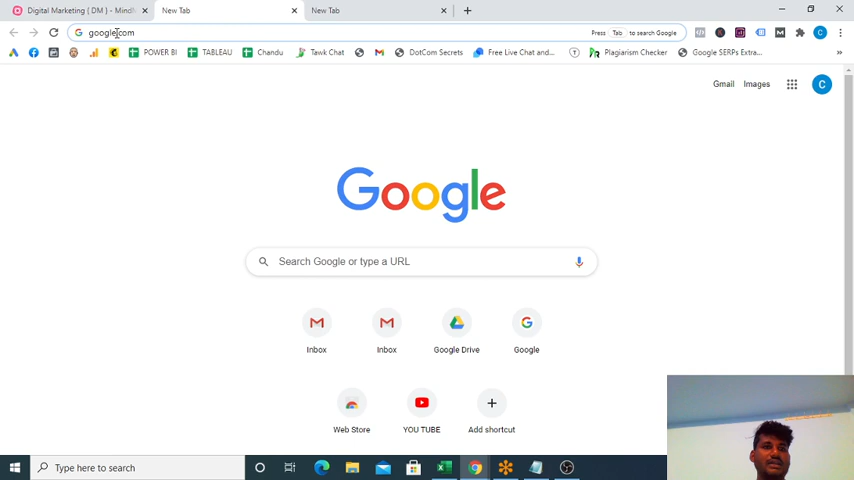 Digital Marketing ( DM ) - MindM
New Tab
New Tab
google.com
Press Tab to search Google
POWER BI
TABLEAU
Chandu
Tawk Chat
DotCom Secrets
Free Live Chat and...
Plagiarism Checker
Google SERPs Extra...
»
Gmail
Images
C
Google
Search Google or type a URL
Inbox
Inbox
Google Drive
Google
Web Store
YOU TUBE
Add shortcut
Type here to search